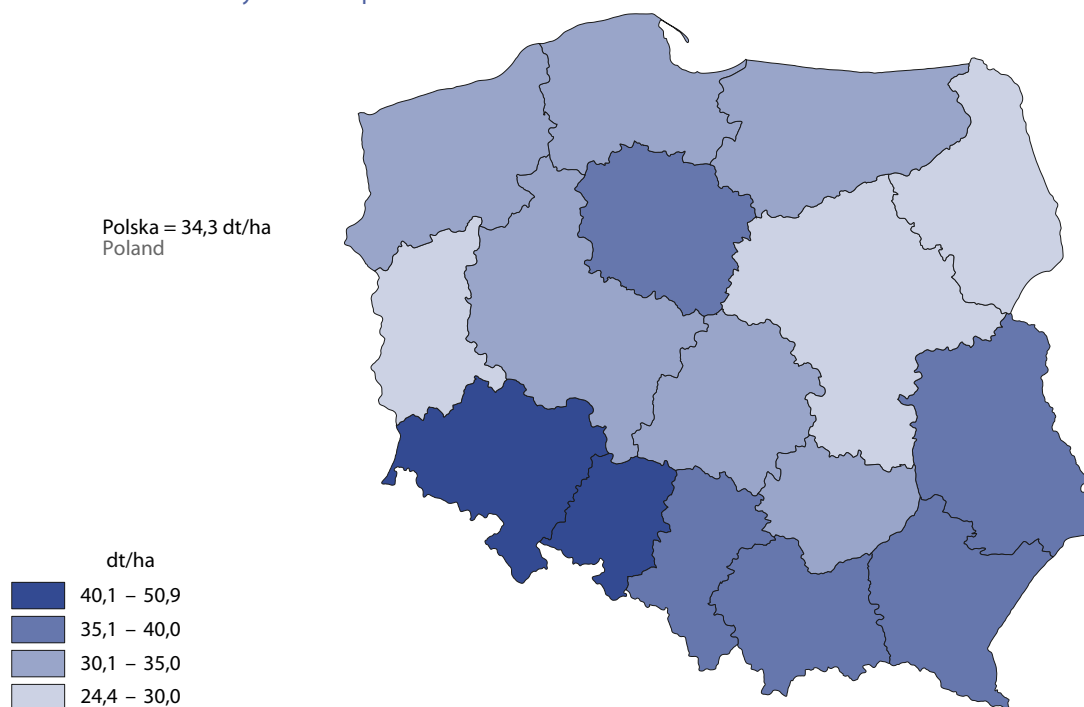 Polska = 34,3 dt/ha
Poland
dt/ha
40,1 – 50,9
35,1 – 40,0
30,1 – 35,0
24,4 – 30,0